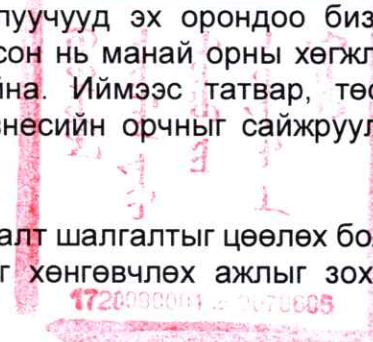 луучууд эх орондоо биз
сон нь манай орны хөгжл
йна. Иймээс татвар, төс
знесийн орчныг сайжруул
алт шалгалтыг цөөлөх бол
г хөнгөвчлөх ажлыг зох